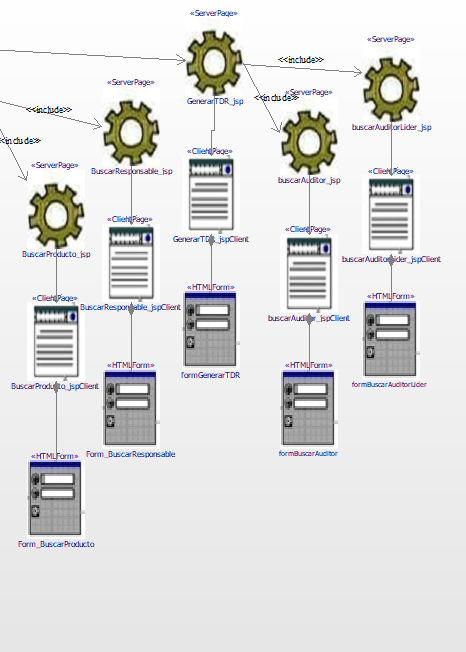 «ServerPage»
GenerarTDR_jsp
<<include>>
«ServerPage»
buscarAuditorLider_jsp
<<include>>
«ServerPage»
buscarAuditor_jsp
<<include>>
«ServerPage»
BuscarResponsable_jsp
<<include>>
«ServerPage»
BuscarProducto_jsp
«ClientPage»
GenerarTDR_jspClient
«ClientPage»
buscarAuditorLider_jspClient
«ClientPage»
BuscarResponsable_jspClient
«ClientPage»
buscarAuditor_jspClient
«ClientPage»
BuscarProducto_jspClient
«HTMLForm»
formGenerarTDR
«HTMLForm»
formBuscarAuditorLider
«HTMLForm»
Form_BuscarResponsable
«HTMLForm»
formBuscarAuditor
«HTMLForm»
Form_BuscarProducto